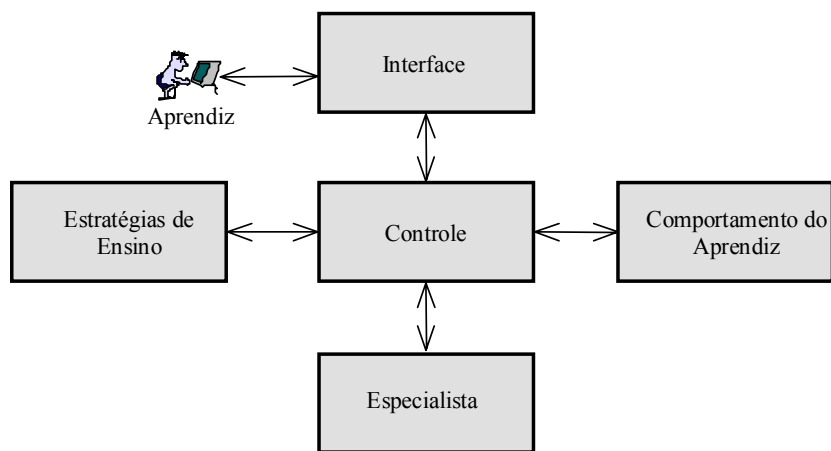 Interface
Aprendiz
Estratégias de
Ensino
Controle
Comportamento do
Aprendiz
Especialista